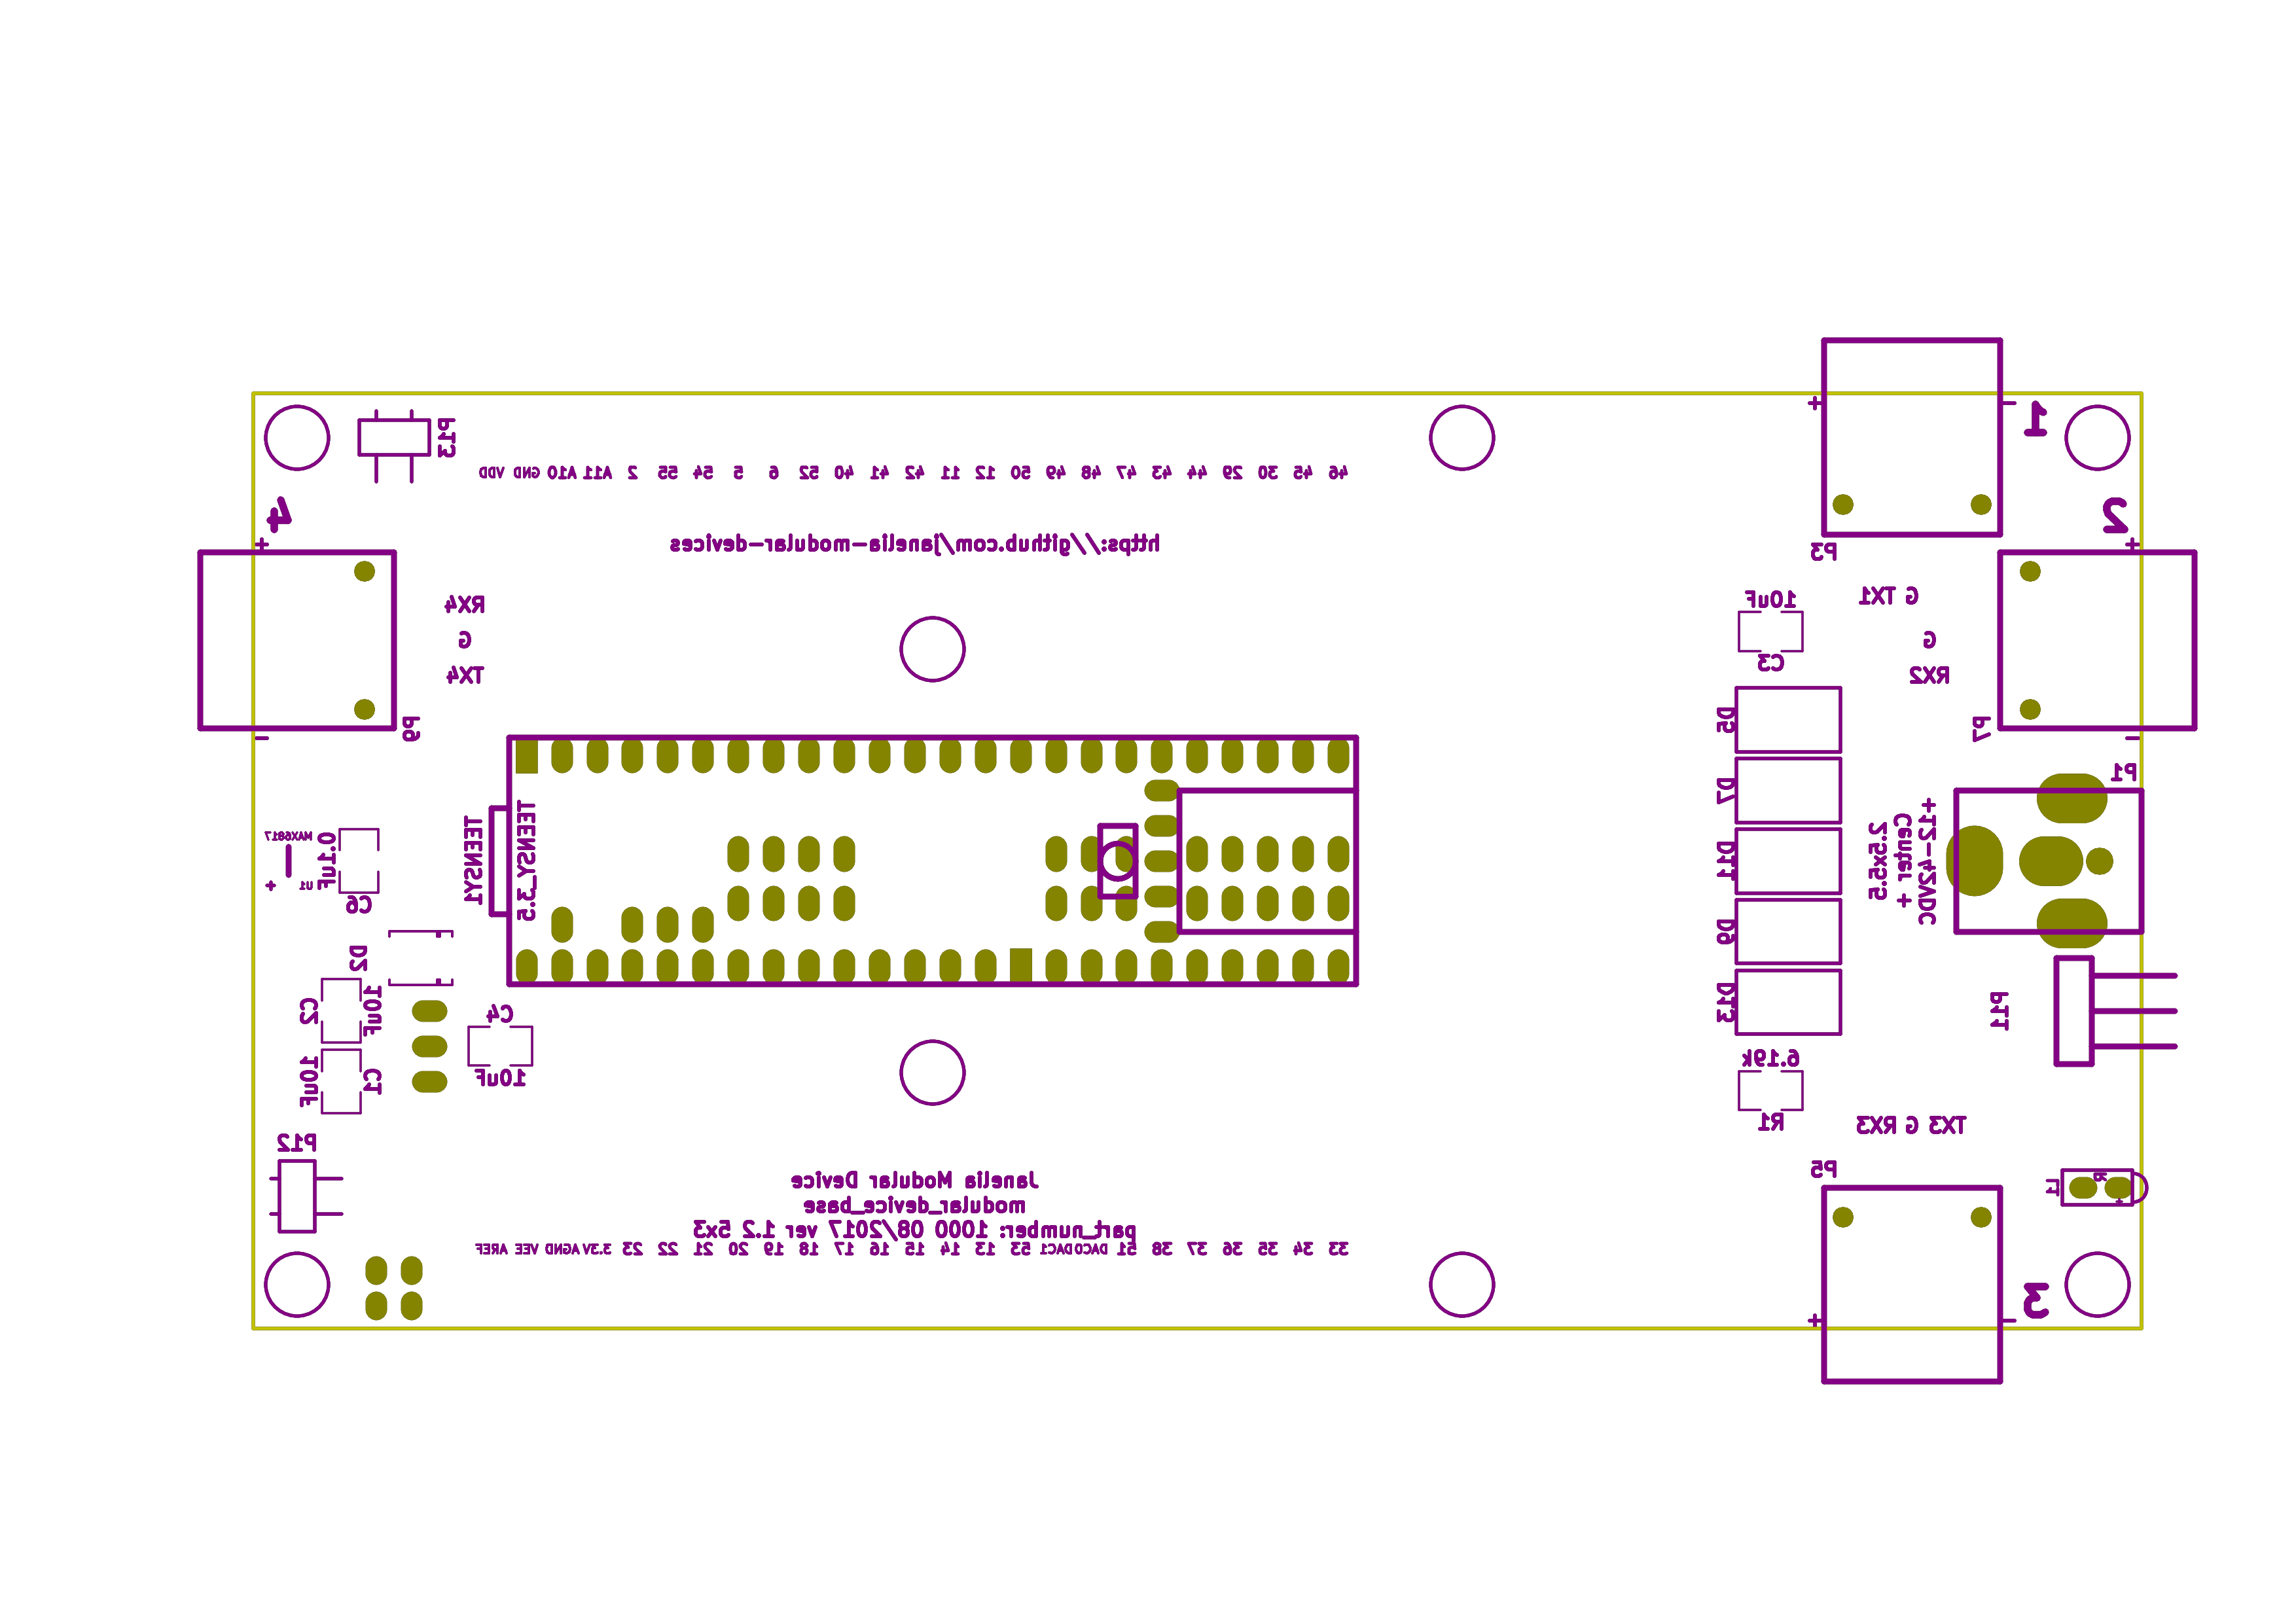 1
+
−
P13
46 45 30 29 44 43 47 48 49 50 12 11 42 41 40 52 6 5 54 55 2 A11 A10 GND VDD
2
4
+
+
https://github.com/janelia-modular-devices
P3
G TX1
10uF
RX4
G
G
C3
RX2
TX4
P7
P9
−
−
D5
P1
D7
+12-42VDC
Center +
2.5x5.5
TEENSY_3.5
TEENSY1
MAX6817
0.1uF
U1
+
C6
D11
D9
D2
D13
P11
10uF
C2
C4
10uF
C1
10uF
6.19k
R1
TX3 G RX3
P12
P5
R
L1
+
Janelia Modular Device
modular_device_base
part_number: 1000 08/2017 ver 1.2 5x3
33 34 35 36 37 38 51 DAC0 DAC1 53 13 14 15 16 17 18 19 20 21 22 23 3.3V AGND VEE AREF
3
−
+